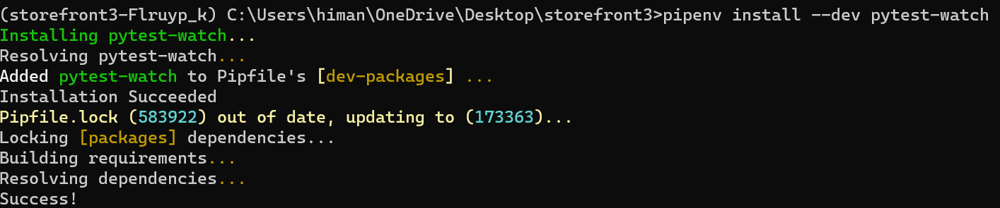 (storefront3-Flruyp_k) C:\Users\himan\OneDrive\Desktop\storefront3>pipenv install --dev pytest-watch
Installing pytest-watch...
Resolving pytest-watch...
Added pytest-watch to Pipfile's [dev-packages] ...
Installation Succeeded
Pipfile.lock (583922) out of date, updating to (173363)...
Locking [packages] dependencies...
Building requirements...
Resolving dependencies...
Success!